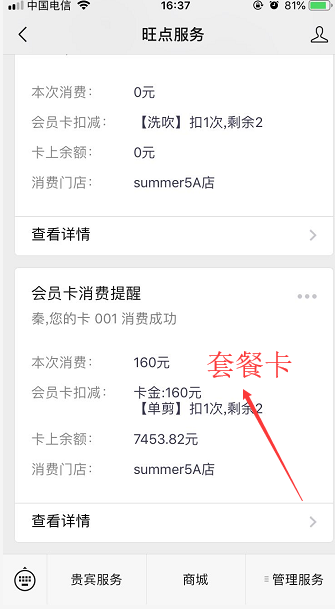 中国电信 16:37 81%
旺点服务
本次消费： 0元
会员卡扣减： 【洗吹】扣1次,剩余2
卡上余额： 0元
消费门店： summer5A店
查看详情
会员卡消费提醒
秦,您的卡 001 消费成功
本次消费： 160元
套餐卡
会员卡扣减： 卡金:160元
【单剪】扣1次,剩余2
卡上余额： 7453.82元
消费门店： summer5A店
查看详情
贵宾服务 商城 管理服务